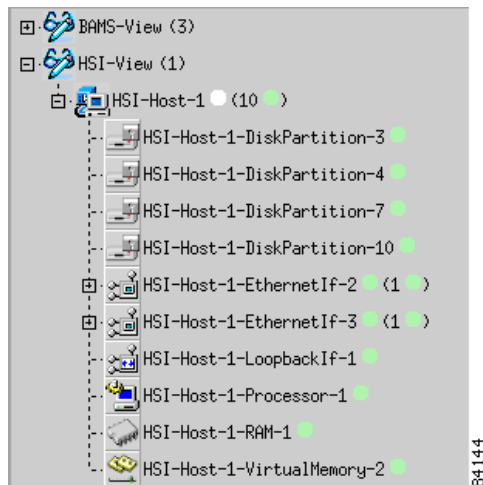 BAMS-View (3)
HSI-View (1)
HSI-Host-1 (10 )
HSI-Host-1-DiskPartition-3
HSI-Host-1-DiskPartition-4
HSI-Host-1-DiskPartition-7
HSI-Host-1-DiskPartition-10
HSI-Host-1-EthernetIf-2 (1 )
HSI-Host-1-EthernetIf-3 (1 )
HSI-Host-1-LoopbackIf-1
HSI-Host-1-Processor-1
HSI-Host-1-RAM-1
HSI-Host-1-VirtualMemory-2
84144